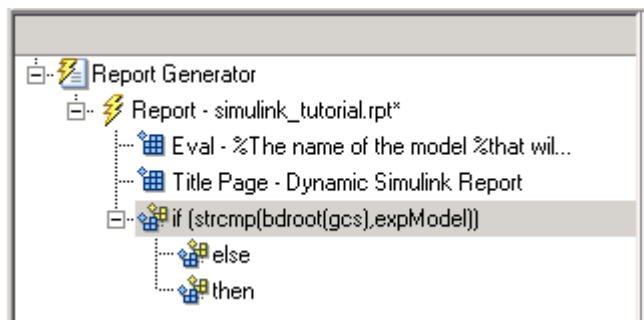 Report Generator
Report - simulink_tutorial.rpt*
Eval - %The name of the model %that wil...
Title Page - Dynamic Simulink Report
if (strcmp(bdroot(gcs),expModel))
else
then